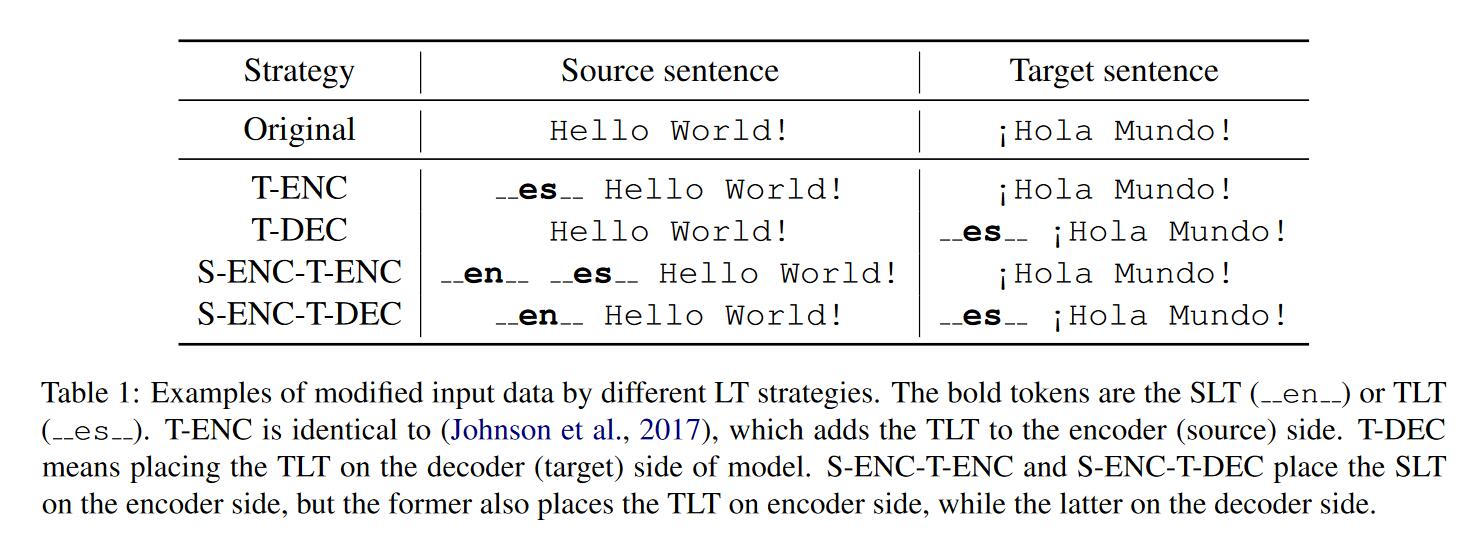 Strategy Source sentence Target sentence
Original Hello World! ¡Hola Mundo!
T-ENC __es__ Hello World! ¡Hola Mundo!
T-DEC Hello World! __es__ ¡Hola Mundo!
S-ENC-T-ENC __en__ __es__ Hello World! ¡Hola Mundo!
S-ENC-T-DEC __en__ Hello World! __es__ ¡Hola Mundo!
Table 1: Examples of modified input data by different LT strategies. The bold tokens are the SLT (__en__) or TLT
(__es__). T-ENC is identical to (Johnson et al., 2017), which adds the TLT to the encoder (source) side. T-DEC
means placing the TLT on the decoder (target) side of model. S-ENC-T-ENC and S-ENC-T-DEC place the SLT
on the encoder side, but the former also places the TLT on encoder side, while the latter on the decoder side.